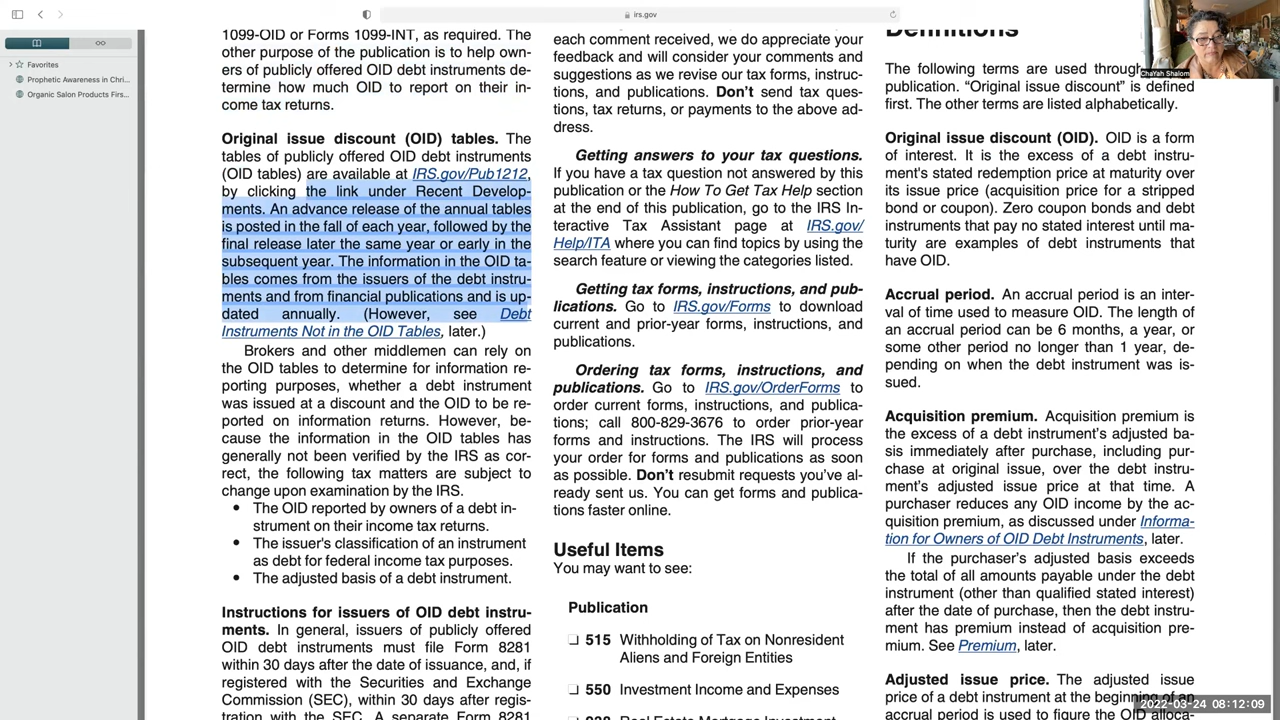 irs.gov
Favorites
Prophetic Awareness in Chri...
Organic Salon Products Firs...
1099-OID or Forms 1099-INT, as required. The
other purpose of the publication is to help own-
ers of publicly offered OID debt instruments de-
termine how much OID to report on their in-
come tax returns.
Original issue discount (OID) tables. The
tables of publicly offered OID debt instruments
(OID tables) are available at IRS.gov/Pub1212,
by clicking the link under Recent Develop-
ments. An advance release of the annual tables
is posted in the fall of each year, followed by the
final release later the same year or early in the
subsequent year. The information in the OID ta-
bles comes from the issuers of the debt instru-
ments and from financial publications and is up-
dated annually. (However, see Debt
Instruments Not in the OID Tables, later.)
Brokers and other middlemen can rely on
the OID tables to determine for information re-
porting purposes, whether a debt instrument
was issued at a discount and the OID to be re-
ported on information returns. However, be-
cause the information in the OID tables has
generally not been verified by the IRS as cor-
rect, the following tax matters are subject to
change upon examination by the IRS.
• The OID reported by owners of a debt in-
strument on their income tax returns.
• The issuer's classification of an instrument
as debt for federal income tax purposes.
• The adjusted basis of a debt instrument.
Instructions for issuers of OID debt instru-
ments. In general, issuers of publicly offered
OID debt instruments must file Form 8281
within 30 days after the date of issuance, and, if
registered with the Securities and Exchange
Commission (SEC), within 30 days after regis-
tration with the SEC. A separate Form 8281
each comment received, we do appreciate your
feedback and will consider your comments and
suggestions as we revise our tax forms, instruc-
tions, and publications. Don't send tax ques-
tions, tax returns, or payments to the above ad-
dress.
Getting answers to your tax questions.
If you have a tax question not answered by this
publication or the How To Get Tax Help section
at the end of this publication, go to the IRS In-
teractive Tax Assistant page at IRS.gov/
Help/ITA where you can find topics by using the
search feature or viewing the categories listed.
Getting tax forms, instructions, and pub-
lications. Go to IRS.gov/Forms to download
current and prior-year forms, instructions, and
publications.
Ordering tax forms, instructions, and
publications. Go to IRS.gov/OrderForms to
order current forms, instructions, and publica-
tions; call 800-829-3676 to order prior-year
forms and instructions. The IRS will process
your order for forms and publications as soon
as possible. Don't resubmit requests you've al-
ready sent us. You can get forms and publica-
tions faster online.
Useful Items
You may want to see:
Publication
515 Withholding of Tax on Nonresident
Aliens and Foreign Entities
550 Investment Income and Expenses
Definitions
The following terms are used
publication. "Original issue discount" is defined
first. The other terms are listed alphabetically.
Original issue discount (OID). OID is a form
of interest. It is the excess of a debt instru-
ment's stated redemption price at maturity over
its issue price (acquisition price for a stripped
bond or coupon). Zero coupon bonds and debt
instruments that pay no stated interest until ma-
turity are examples of debt instruments that
have OID.
Accrual period. An accrual period is an inter-
val of time used to measure OID. The length of
an accrual period can be 6 months, a year, or
some other period no longer than 1 year, de-
pending on when the debt instrument was is-
sued.
Acquisition premium. Acquisition premium is
the excess of a debt instrument's adjusted ba-
sis immediately after purchase, including pur-
chase at original issue, over the debt instru-
ment's adjusted issue price at that time. A
purchaser reduces any OID income by the ac-
quisition premium, as discussed under Informa-
tion for Owners of OID Debt Instruments, later.
If the purchaser's adjusted basis exceeds
the total of all amounts payable under the debt
instrument (other than qualified stated interest)
after the date of purchase, then the debt instru-
ment has premium instead of acquisition pre-
mium. See Premium, later.
Adjusted issue price. The adjusted issue
price of a debt instrument at the beginning of an
accrual period is used to figure the OID alloca-
ChaYah Shalom
2022-03-24 08:12:09